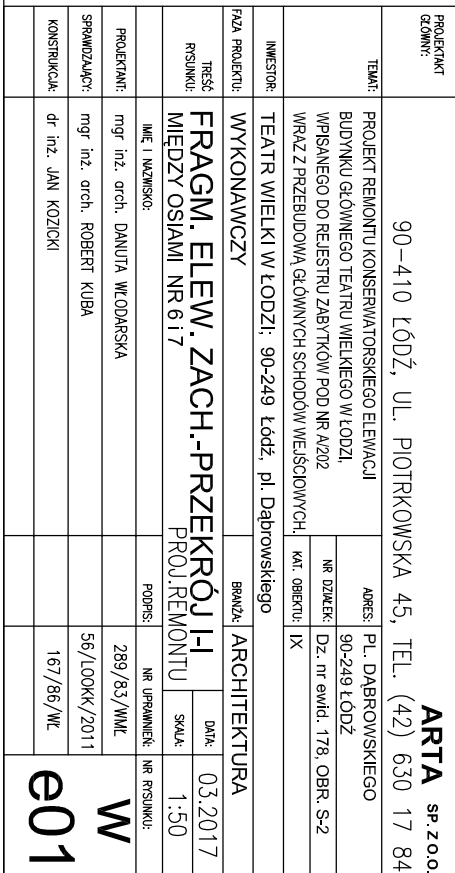 PROJEKTAKT GŁÓWNY:
ARTA SP. Z O.O.
90-410 ŁÓDŹ, UL. PIOTRKOWSKA 45, TEL. (42) 630 17 84
TEMAT:
PROJEKT REMONTU KONSERWATORSKIEGO ELEWACJI
BUDYNKU GŁÓWNEGO TEATRU WIELKIEGO W ŁODZI,
WPISANEGO DO REJESTRU ZABYTKÓW POD NR A/202
WRAZ Z PRZEBUDOWĄ GŁÓWNYCH SCHODÓW WEJŚCIOWYCH.
ADRES: PL. DĄBROWSKIEGO
90-249 ŁÓDŹ
NR DZIAŁEK: Dz. nr ewid. 178, OBR. S-2
KAT. OBIEKTU: IX
INWESTOR: TEATR WIELKI W ŁODZI; 90-249 Łódź, pl. Dąbrowskiego
FAZA PROJEKTU: WYKONAWCZY
BRANŻA: ARCHITEKTURA
TREŚĆ RYSUNKU:
FRAGM. ELEW. ZACH.-PRZEKRÓJ I-I
MIĘDZY OSIAMI NR 6 i 7
PROJ.REMONTU
DATA: 03.2017
SKALA: 1:50
IMIĘ I NAZWISKO: PODPIS: NR UPRAWNIEŃ: NR RYSUNKU:
PROJEKTANT: mgr inż. arch. DANUTA WŁODARSKA 289/83/WMŁ
SPRAWDZAJĄCY: mgr inż. arch. ROBERT KUBA 56/LOOKK/2011
KONSTRUKCJA: dr inż. JAN KOZICKI 167/86/WŁ
W
e01